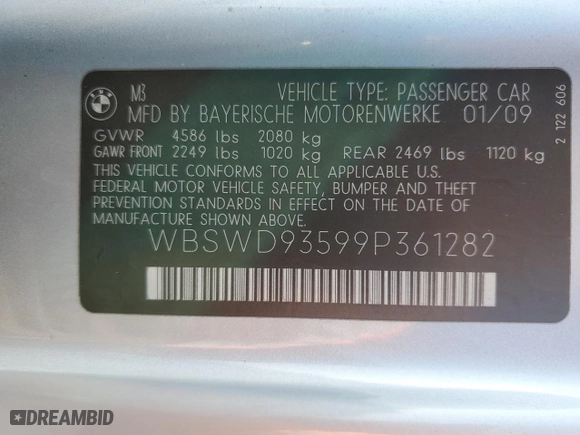 BMW
M3
VEHICLE TYPE: PASSENGER CAR
MFD BY BAYERISCHE MOTORENWERKE 01/09
GVWR 4586 lbs 2080 kg
GAWR FRONT 2249 lbs 1020 kg REAR 2469 lbs 1120 kg
THIS VEHICLE CONFORMS TO ALL APPLICABLE U.S.
FEDERAL MOTOR VEHICLE SAFETY, BUMPER AND THEFT
PREVENTION STANDARDS IN EFFECT ON THE DATE OF
MANUFACTURE SHOWN ABOVE.
WBSWD93599P361282
2 122 606
DREAMBID